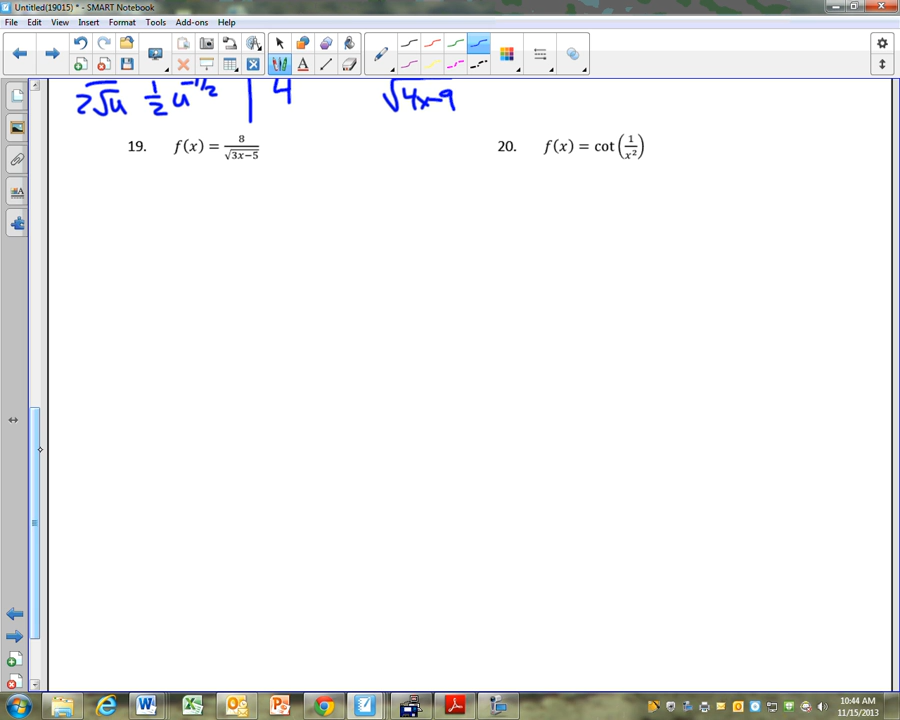 Untitled(19015) * - SMART Notebook
File Edit View Insert Format Tools Add-ons Help
2√u 1/2 u^-1/2 | 4 √4x-9
19. f(x) = 8/√3x−5
20. f(x) = cot (1/x²)
10:44 AM
11/15/2013